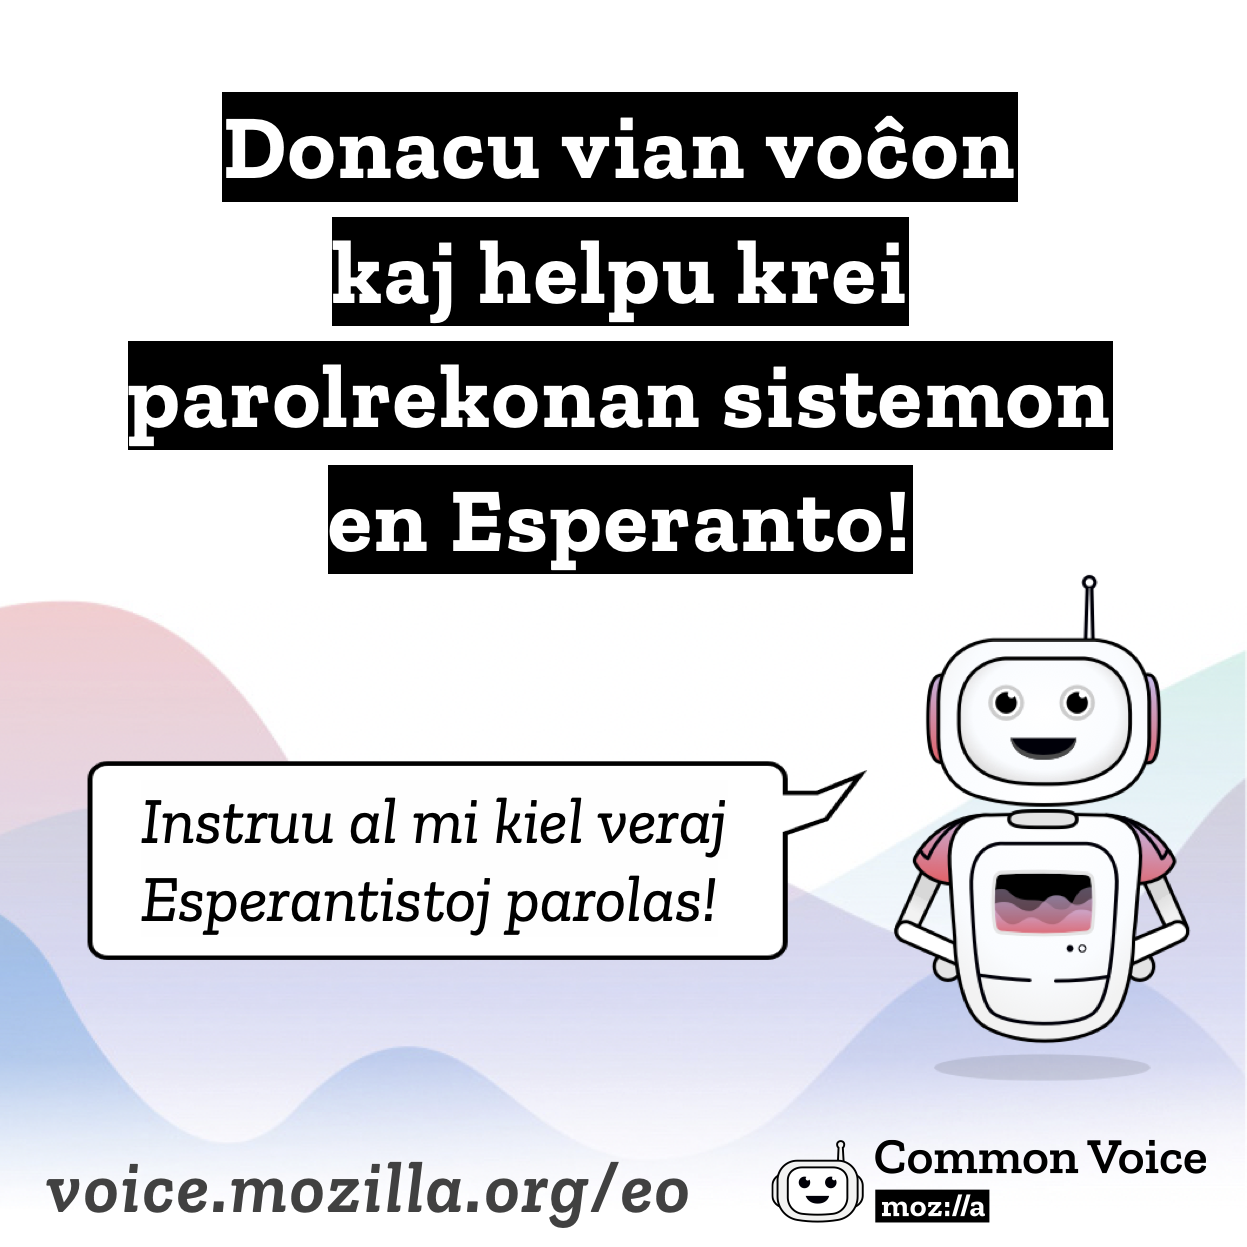 Donacu vian voĉon
kaj helpu krei
parolrekonan sistemon
en Esperanto!
Instruu al mi kiel veraj
Esperantistoj parolas!
voice.mozilla.org/eo
Common Voice
moz://a